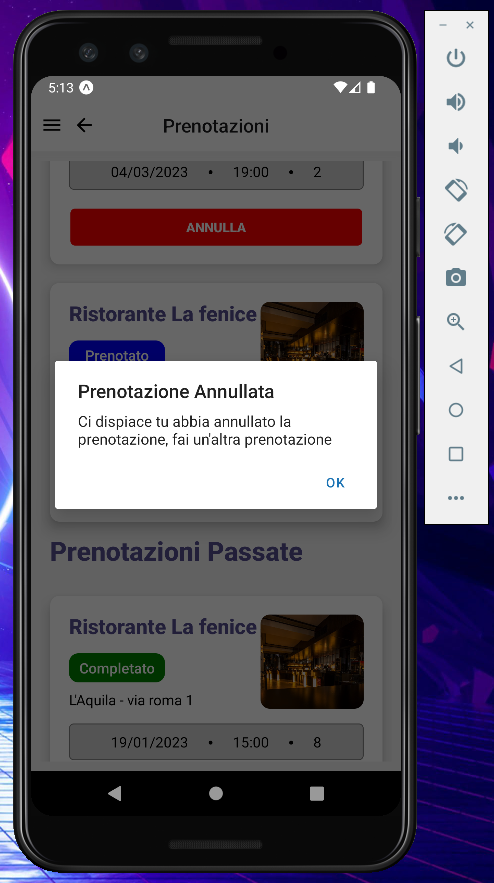 5:13
Prenotazioni
04/03/2023 • 19:00 • 2
ANNULLA
Ristorante La fenice
Prenotato
Prenotazione Annullata
Ci dispiace tu abbia annullato la
prenotazione, fai un'altra prenotazione
OK
Prenotazioni Passate
Ristorante La fenice
Completato
L'Aquila - via roma 1
19/01/2023 • 15:00 • 8